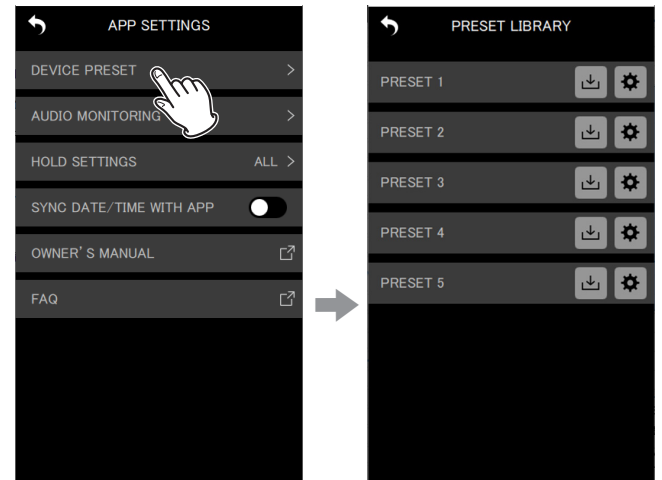 APP SETTINGS
DEVICE PRESET
AUDIO MONITORING
HOLD SETTINGS ALL
SYNC DATE/TIME WITH APP
OWNER'S MANUAL
FAQ
PRESET LIBRARY
PRESET 1
PRESET 2
PRESET 3
PRESET 4
PRESET 5